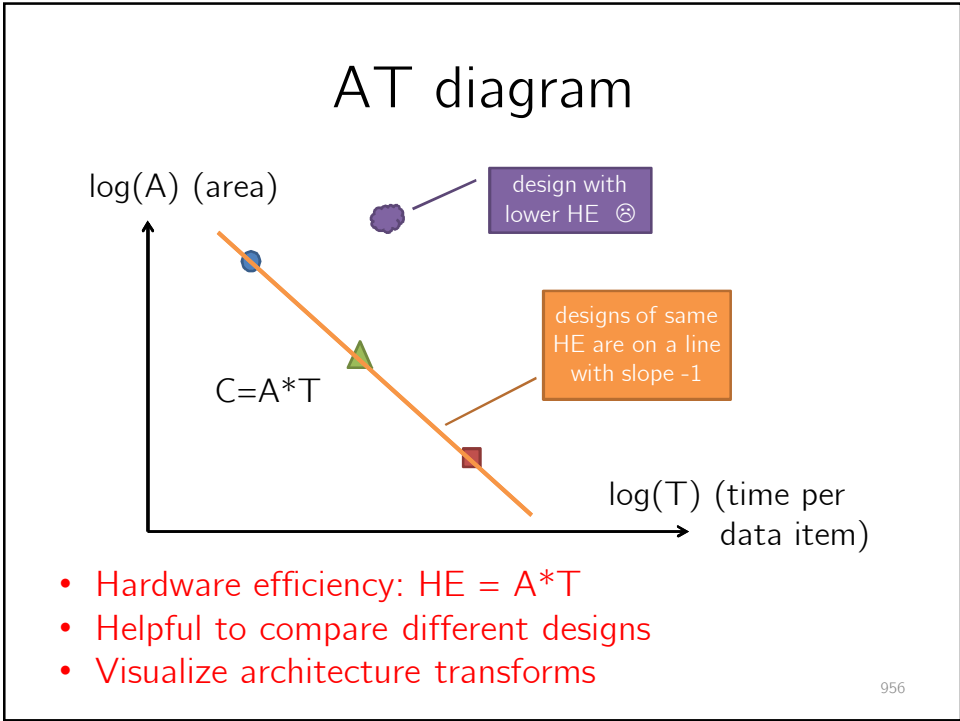 AT diagram
log(A) (area)
design with
lower HE ☹
designs of same
HE are on a line
with slope -1
C=A*T
log(T) (time per
data item)
• Hardware efficiency: HE = A*T
• Helpful to compare different designs
• Visualize architecture transforms
956